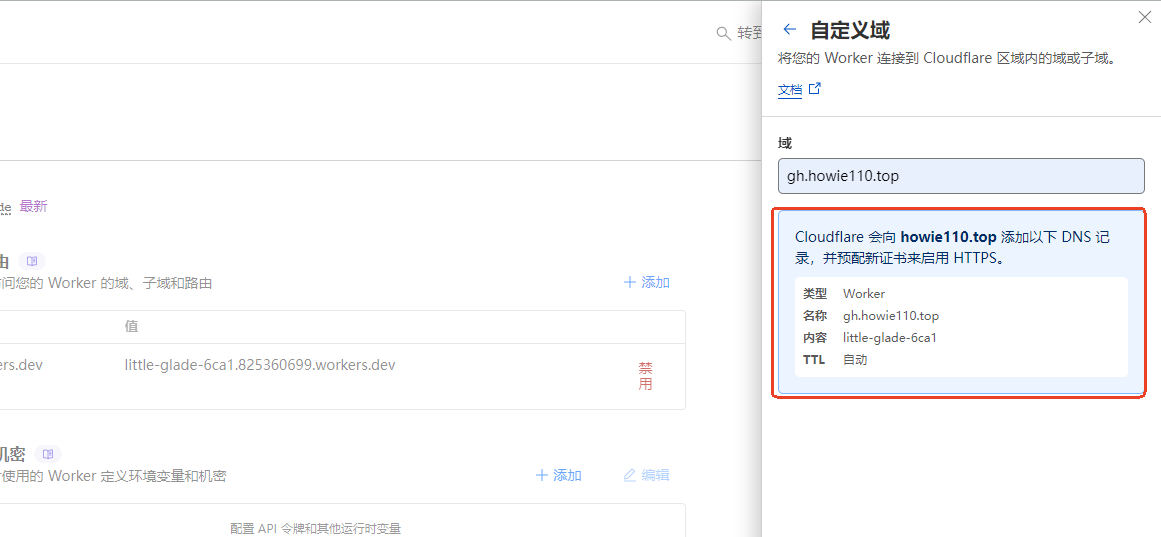 转到
自定义域
将您的 Worker 连接到 Cloudflare 区域内的域或子域。
文档
域
gh.howie110.top
Cloudflare 会向 howie110.top 添加以下 DNS 记
录，并预配新证书来启用 HTTPS。
类型 Worker
名称 gh.howie110.top
内容 little-glade-6ca1
TTL 自动
de 最新
由
问您的 Worker 的域、子域和路由
添加
值
ers.dev little-glade-6ca1.825360699.workers.dev 禁
用
机密
使用的 Worker 定义环境变量和机密
添加 编辑
配置 API 令牌和其他运行时变量